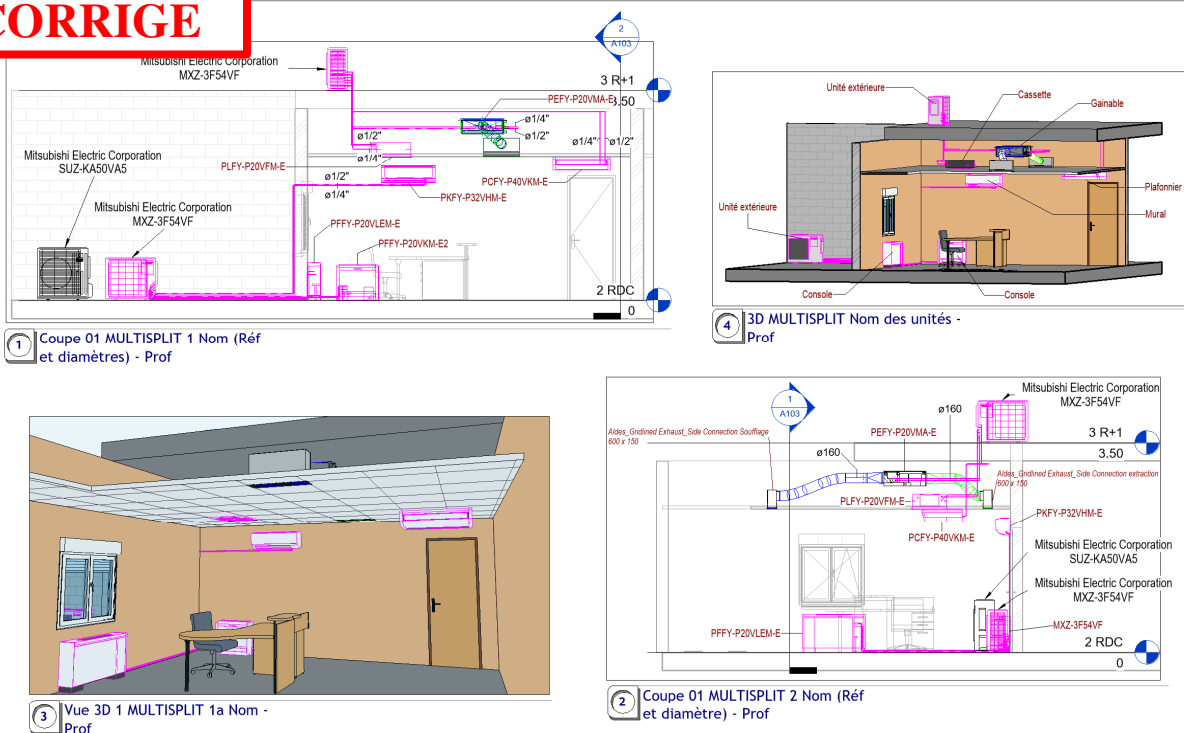 CORRIGE
Mitsubishi Electric Corporation
MXZ-3F54VF
2
A103
3 R+1
3.50
PEFY-P20VMA-E
ø1/4"
ø1/2"
ø1/2"
ø1/4"
ø1/4"
ø1/2"
Mitsubishi Electric Corporation
SUZ-KA50VA5
PLFY-P20VFM-E
ø1/2"
ø1/4"
PCFY-P40VKM-E
PKFY-P32VHM-E
Mitsubishi Electric Corporation
MXZ-3F54VF
PFFY-P20VLEM-E
PFFY-P20VKM-E2
2 RDC
0
1
Coupe 01 MULTISPLIT 1 Nom (Réf
et diamètres) - Prof
Unité extérieure
Cassette
Gainable
Plafonnier
Mural
Unité extérieure
Console
Console
4
3D MULTISPLIT Nom des unités -
Prof
3
Vue 3D 1 MULTISPLIT 1a Nom -
Prof
1
A103
Mitsubishi Electric Corporation
MXZ-3F54VF
Aldes_Gridlined Exhaust_Side Connection Soufflage
600 x 150
ø160
PEFY-P20VMA-E
ø160
3 R+1
3.50
Aldes_Gridlined Exhaust_Side Connection extraction
600 x 150
PLFY-P20VFM-E
PKFY-P32VHM-E
PCFY-P40VKM-E
Mitsubishi Electric Corporation
SUZ-KA50VA5
Mitsubishi Electric Corporation
MXZ-3F54VF
PFFY-P20VLEM-E
MXZ-3F54VF
2 RDC
0
2
Coupe 01 MULTISPLIT 2 Nom (Réf
et diamètre) - Prof